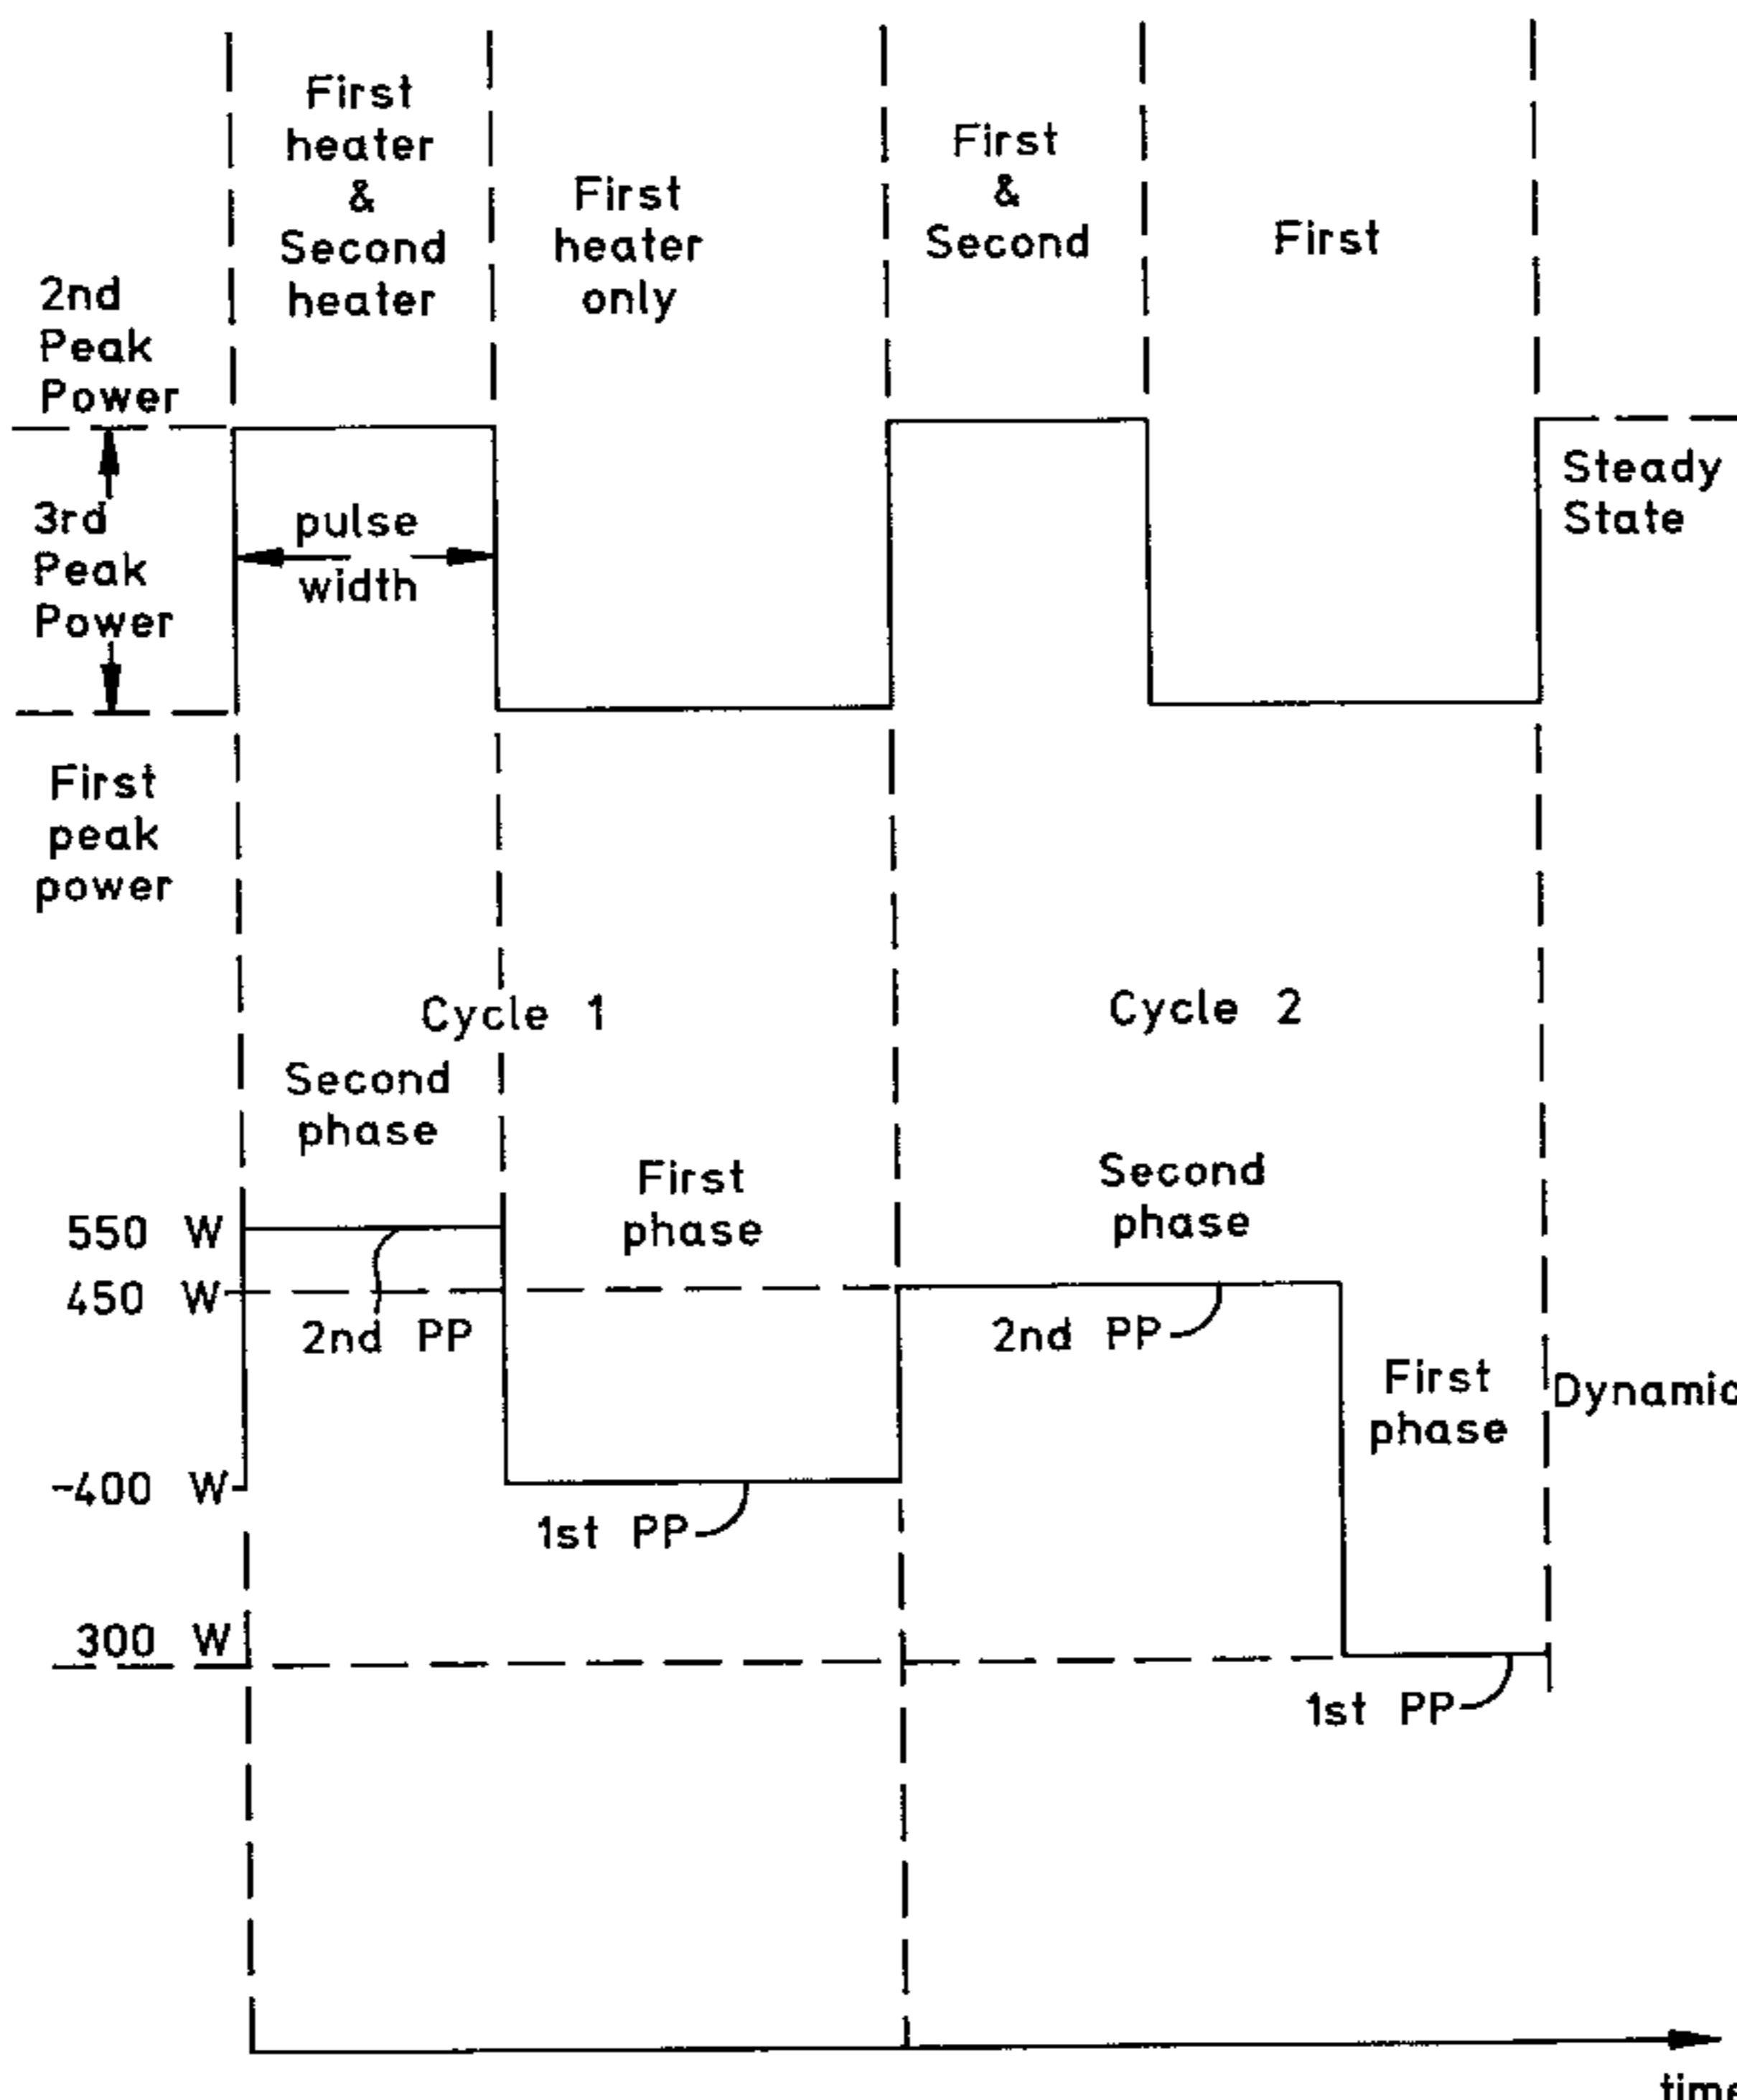 First
heater
&
Second
heater
First
heater
only
First
&
Second
First
2nd
Peak
Power
3rd
Peak
Power
pulse
width
Steady
State
First
peak
power
Cycle 1
Cycle 2
Second
phase
First
phase
Second
phase
550 W
450 W
2nd PP
2nd PP
First
phase
Dynamic
-400 W
1st PP
300 W
1st PP
time